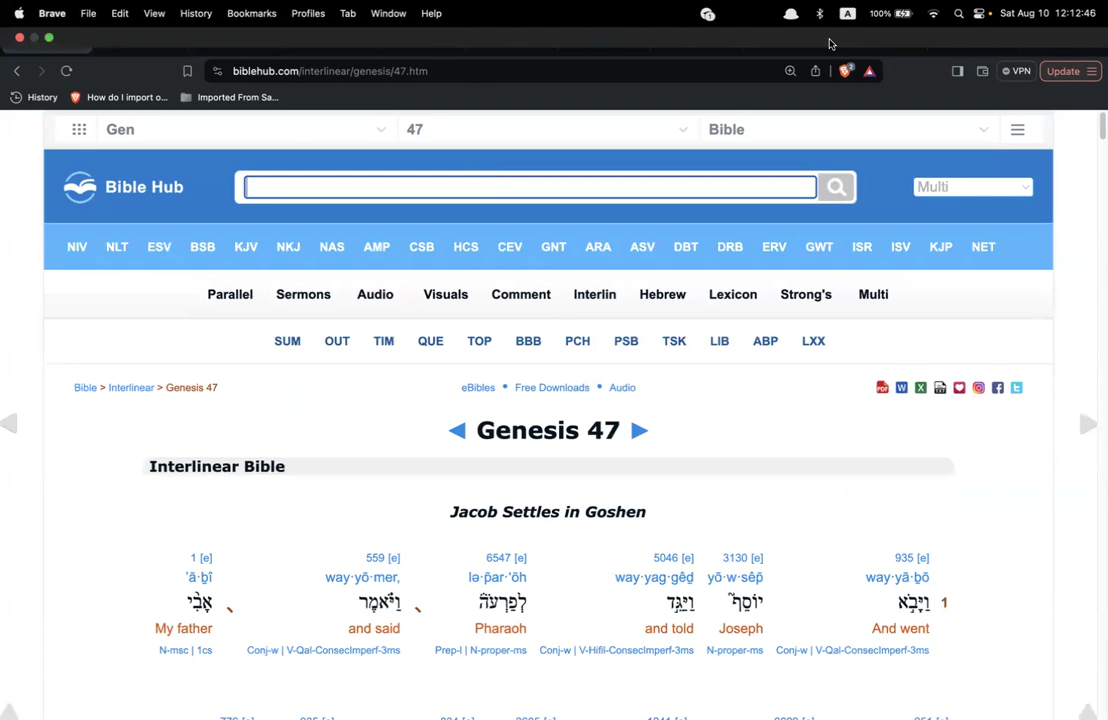 Brave File Edit View History Bookmarks Profiles Tab Window Help 1 A 100% Sat Aug 10 12:12:46
biblehub.com/interlinear/genesis/47.htm 2 VPN Update
History How do I import o... Imported From Sa...
Gen 47 Bible
Bible Hub Multi
NIV NLT ESV BSB KJV NKJ NAS AMP CSB HCS CEV GNT ARA ASV DBT DRB ERV GWT ISR ISV KJP NET
Parallel Sermons Audio Visuals Comment Interlin Hebrew Lexicon Strong's Multi
SUM OUT TIM QUE TOP BBB PCH PSB TSK LIB ABP LXX
Bible > Interlinear > Genesis 47 eBibles • Free Downloads • Audio
◄ Genesis 47 ►
Interlinear Bible
Jacob Settles in Goshen
1 [e] 559 [e] 6547 [e] 5046 [e] 3130 [e] 935 [e]
’ā·ḇî way·yō·mer, lə·p̄ar·‘ōh way·yag·gêḏ yō·w·sêp̄ way·yā·ḇō
אָבִ֨י וַיֹּ֗אמֶר לְפַרְעֹה֒ וַיַּגֵּ֣ד יוֹסֵף֮ וַיָּבֹ֣א 1
My father and said Pharaoh and told Joseph And went
N-msc | 1cs Conj-w | V-Qal-ConsecImperf-3ms Prep-l | N-proper-ms Conj-w | V-Hifil-ConsecImperf-3ms N-proper-ms Conj-w | V-Qal-ConsecImperf-3ms